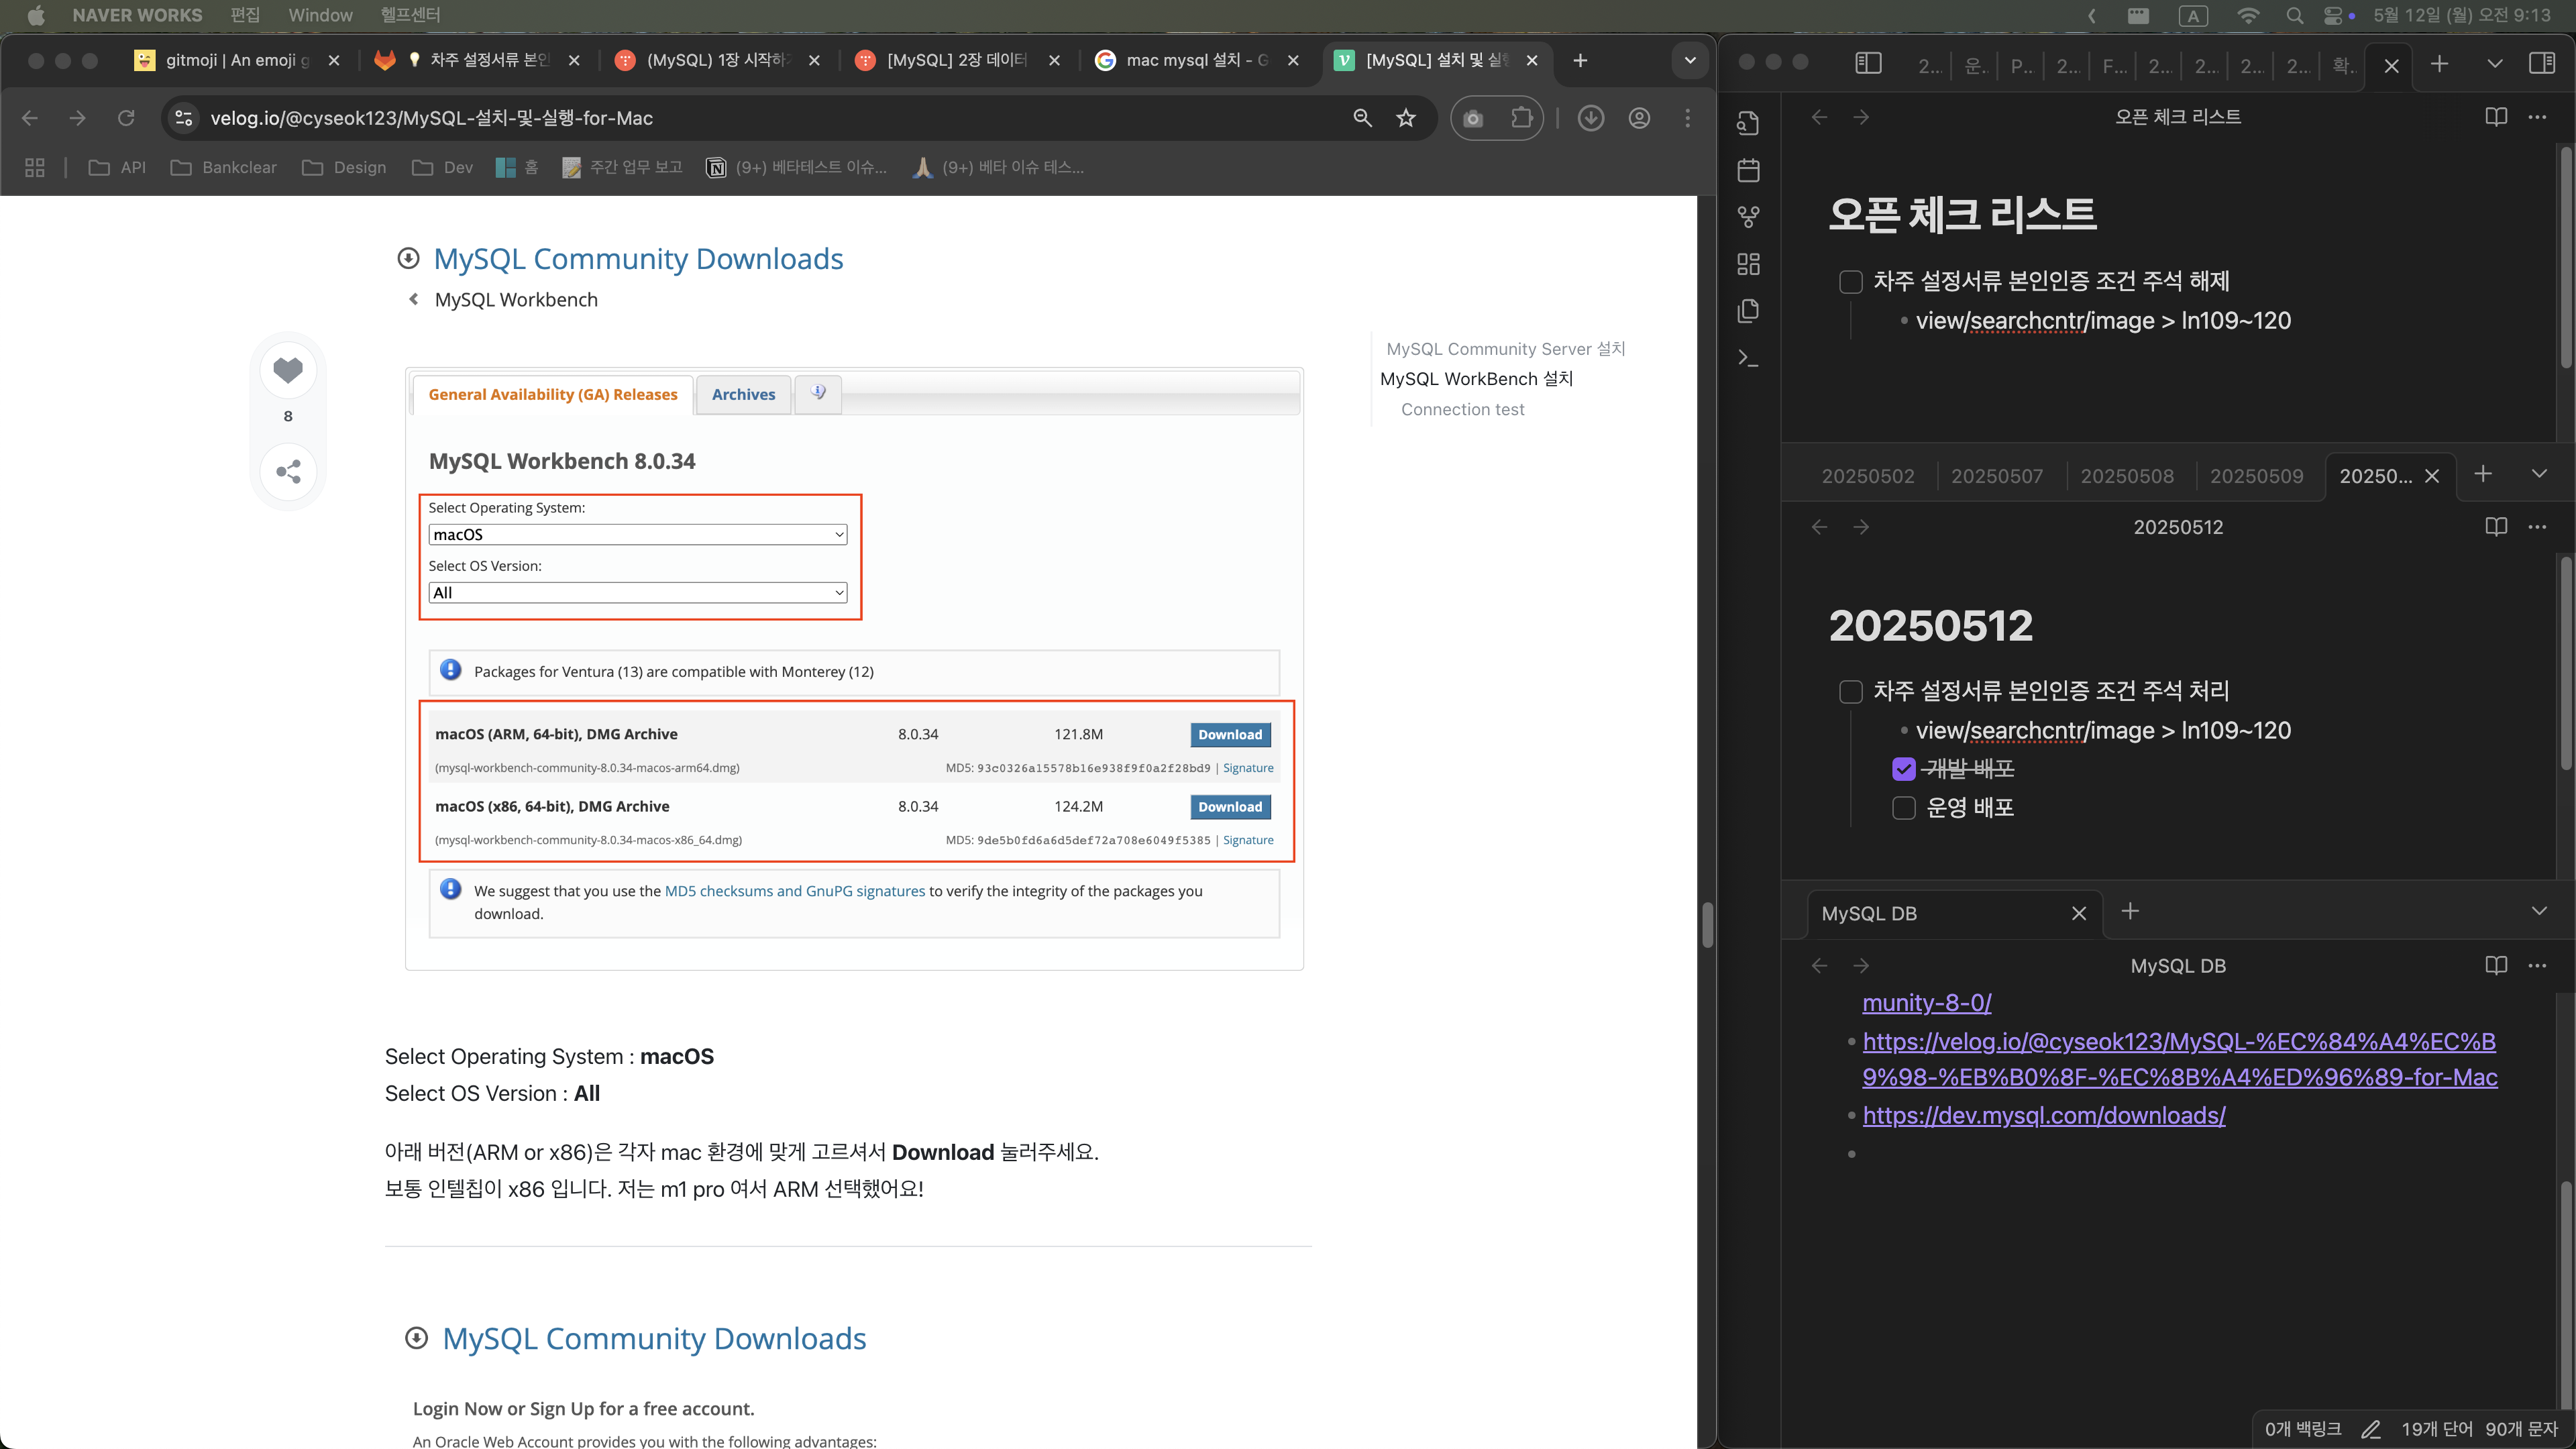 NAVER WORKS 편집 Window 헬프센터
A 5월 12일 (월) 오전 9:13
gitmoji | An emoji g
차주 설정서류 본인
(MySQL) 1장 시작하
[MySQL] 2장 데이터
mac mysql 설치 - G
[MySQL] 설치 및 실행
velog.io/@cyseok123/MySQL-설치-및-실행-for-Mac
API Bankclear Design Dev 홈 주간 업무 보고 (9+) 베타테스트 이슈... (9+) 베타 이슈 테스...
MySQL Community Downloads
MySQL Workbench
8
General Availability (GA) Releases Archives
MySQL Workbench 8.0.34
Select Operating System:
macOS
Select OS Version:
All
Packages for Ventura (13) are compatible with Monterey (12)
macOS (ARM, 64-bit), DMG Archive 8.0.34 121.8M Download
(mysql-workbench-community-8.0.34-macos-arm64.dmg) MD5: 93c0326a15578b16e938f9f0a2f28bd9 | Signature
macOS (x86, 64-bit), DMG Archive 8.0.34 124.2M Download
(mysql-workbench-community-8.0.34-macos-x86_64.dmg) MD5: 9de5b0fd6a6d5def72a708e6049f5385 | Signature
We suggest that you use the MD5 checksums and GnuPG signatures to verify the integrity of the packages you
download.
Select Operating System : macOS
Select OS Version : All
아래 버전(ARM or x86)은 각자 mac 환경에 맞게 고르셔서 Download 눌러주세요.
보통 인텔칩이 x86 입니다. 저는 m1 pro 여서 ARM 선택했어요!
MySQL Community Downloads
Login Now or Sign Up for a free account.
An Oracle Web Account provides you with the following advantages:
MySQL Community Server 설치
MySQL WorkBench 설치
Connection test
2... 운. P... 2... F... 2... 2... 2... 2... 확.
오픈 체크 리스트
오픈 체크 리스트
차주 설정서류 본인인증 조건 주석 해제
view/searchcntr/image > ln109~120
20250502 20250507 20250508 20250509 20250...
20250512
20250512
차주 설정서류 본인인증 조건 주석 처리
view/searchcntr/image > ln109~120
개발 배포
운영 배포
MySQL DB
MySQL DB
munity-8-0/
https://velog.io/@cyseok123/MySQL-%EC%84%A4%EC%B
9%98-%EB%B0%8F-%EC%8B%A4%ED%96%89-for-Mac
https://dev.mysql.com/downloads/
0개 백링크 19개 단어 90개 문자